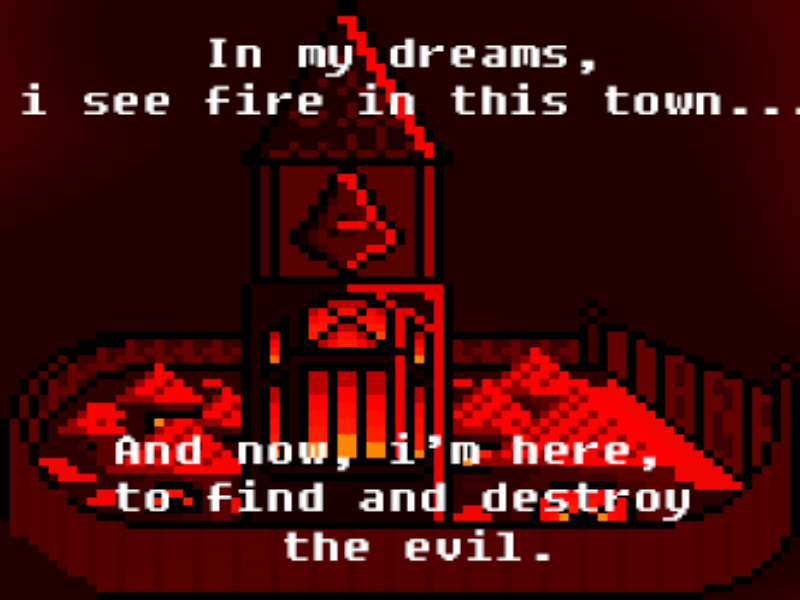 In my dreams,
i see fire in this town...
And now, i'm here,
to find and destroy
the evil.